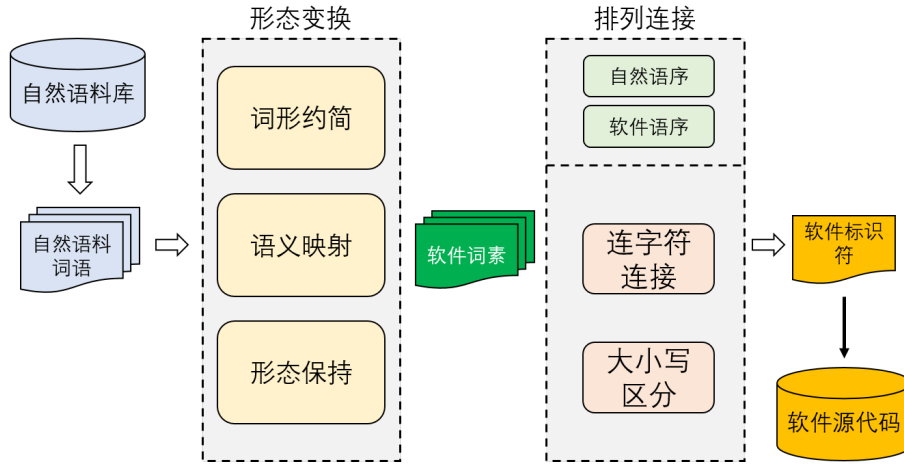 自然语料库
自然语料
词语
形态变换
词形约简
语义映射
形态保持
软件词素
排列连接
自然语序
软件语序
连字符
连接
大小写
区分
软件标识
符
软件源代码